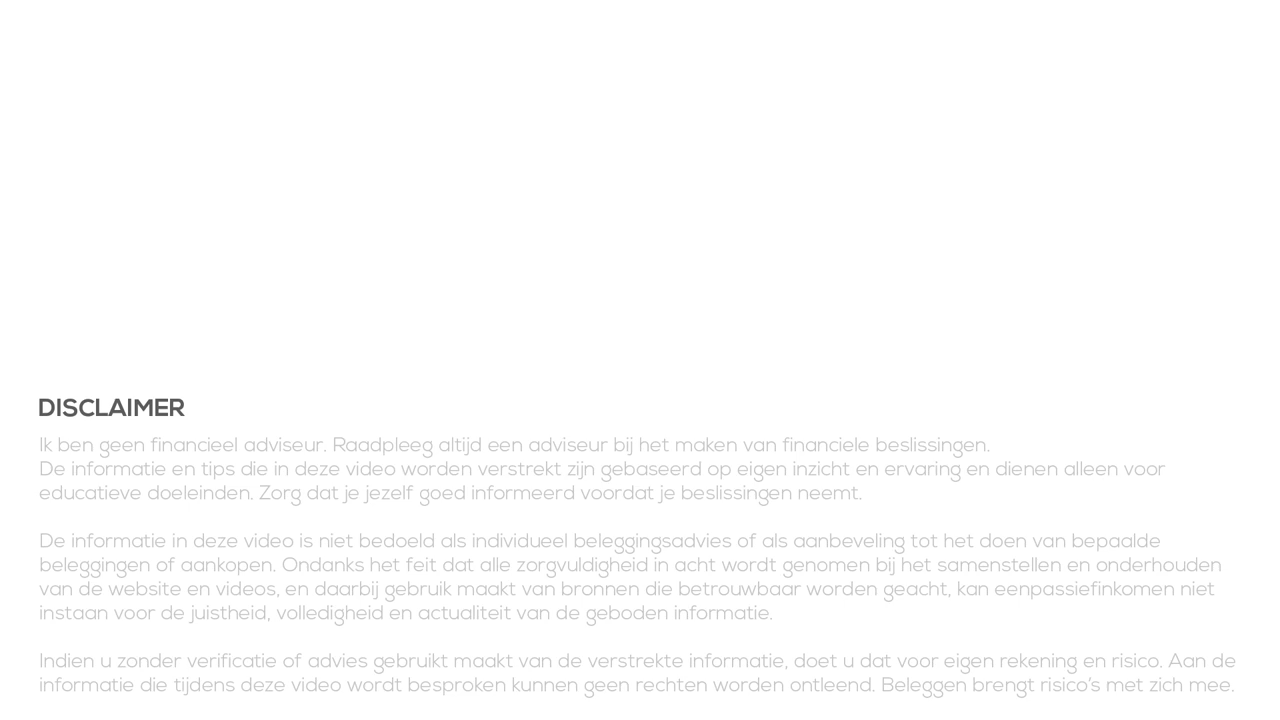 DISCLAIMER
Ik ben geen financieel adviseur. Raadpleeg altijd een adviseur bij het maken van financiele beslissingen.
De informatie en tips die in deze video worden verstrekt zijn gebaseerd op eigen inzicht en ervaring en dienen alleen voor
educatieve doeleinden. Zorg dat je jezelf goed informeerd voordat je beslissingen neemt.
De informatie in deze video is niet bedoeld als individueel beleggingsadvies of als aanbeveling tot het doen van bepaalde
beleggingen of aankopen. Ondanks het feit dat alle zorgvuldigheid in acht wordt genomen bij het samenstellen en onderhouden
van de website en videos, en daarbij gebruik maakt van bronnen die betrouwbaar worden geacht, kan eenpassiefinkomen niet
instaan voor de juistheid, volledigheid en actualiteit van de geboden informatie.
Indien u zonder verificatie of advies gebruikt maakt van de verstrekte informatie, doet u dat voor eigen rekening en risico. Aan de
informatie die tijdens deze video wordt besproken kunnen geen rechten worden ontleend. Beleggen brengt risico's met zich mee.